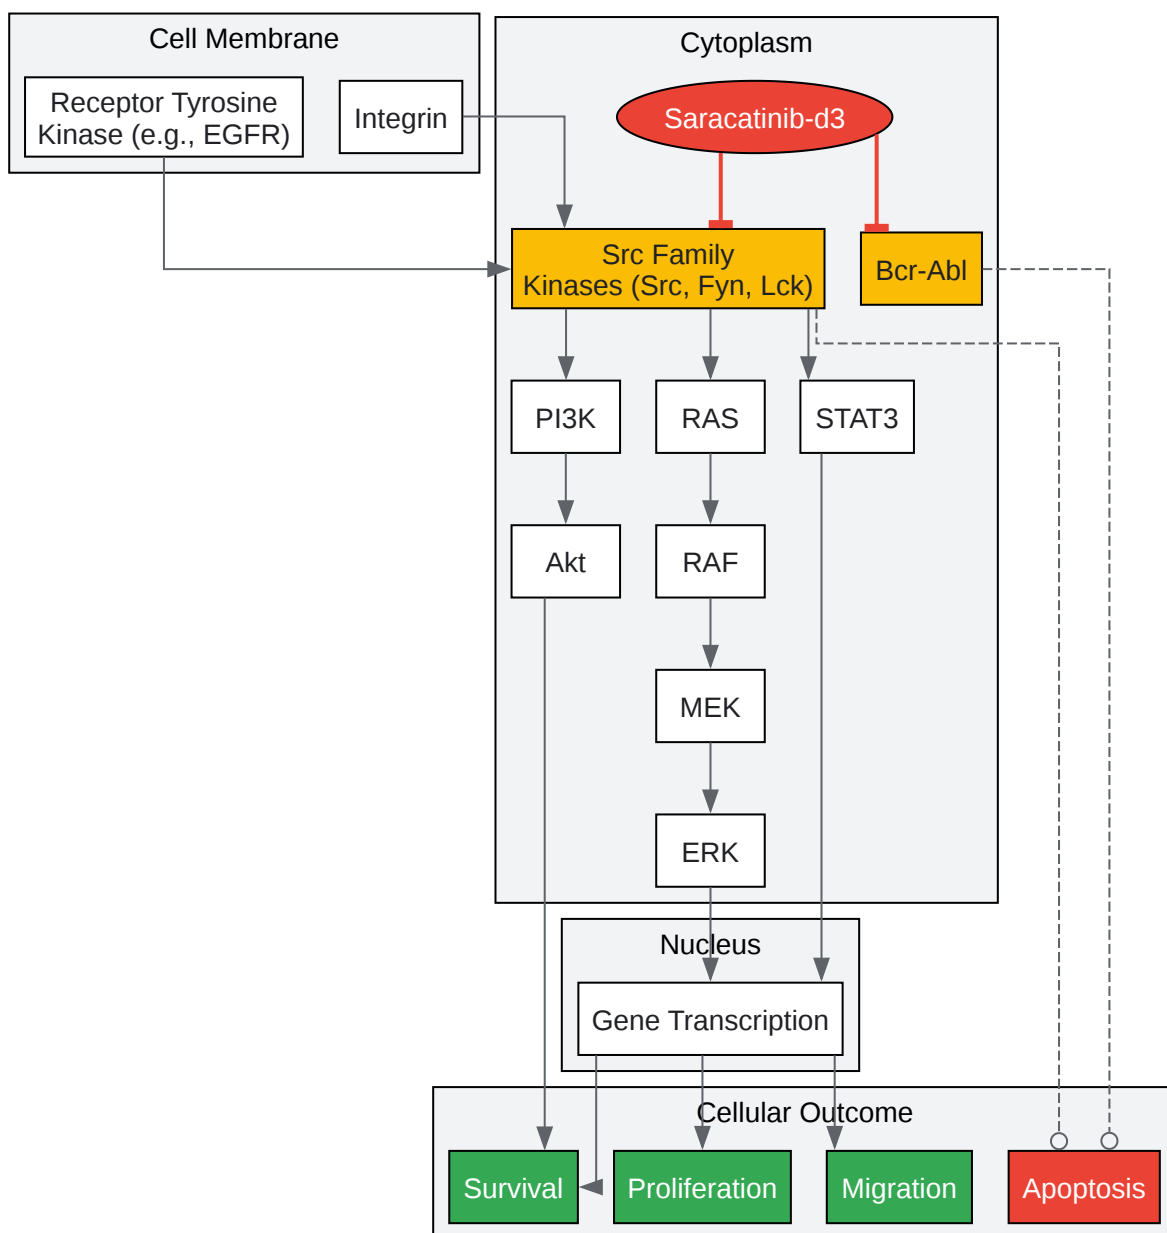 Cell Membrane
Receptor Tyrosine
Kinase (e.g., EGFR)
Integrin
Cytoplasm
Saracatinib-d3
Src Family
Kinases (Src, Fyn, Lck)
Bcr-Abl
PI3K
RAS
STAT3
Akt
RAF
MEK
ERK
Nucleus
Gene Transcription
Cellular Outcome
Survival
Proliferation
Migration
Apoptosis